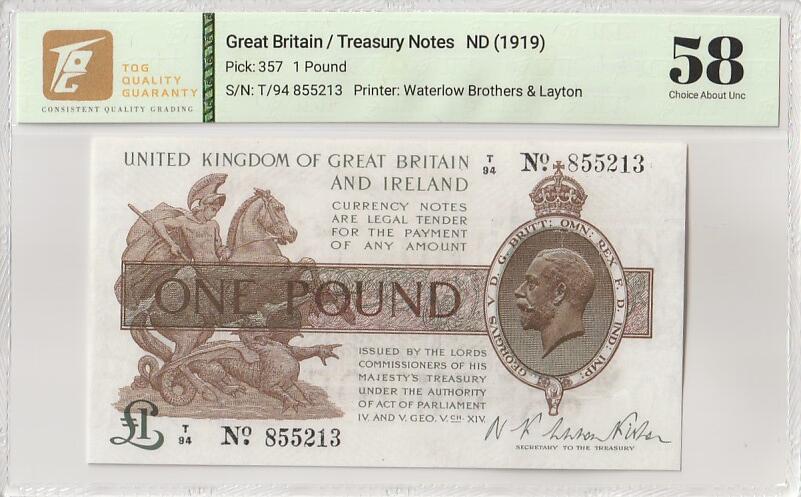 TQG
TQG
QUALITY
GUARANTY
CONSISTENT QUALITY GRADING
Great Britain / Treasury Notes ND (1919)
Pick: 357 1 Pound
S/N: T/94 855213 Printer: Waterlow Brothers & Layton
58
Choice About Unc
UNITED KINGDOM OF GREAT BRITAIN
AND IRELAND
T
94
No. 855213
CURRENCY NOTES
ARE LEGAL TENDER
FOR THE PAYMENT
OF ANY AMOUNT
GEORGIVS V D. G. BRITT: OMN: REX F. D. IND: IMP:
ONE POUND
ISSUED BY THE LORDS
COMMISSIONERS OF HIS
MAJESTY'S TREASURY
UNDER THE AUTHORITY
OF ACT OF PARLIAMENT
IV. AND V. GEO. V. CH. XIV.
£1
T
94
No. 855213
SECRETARY TO THE TREASURY